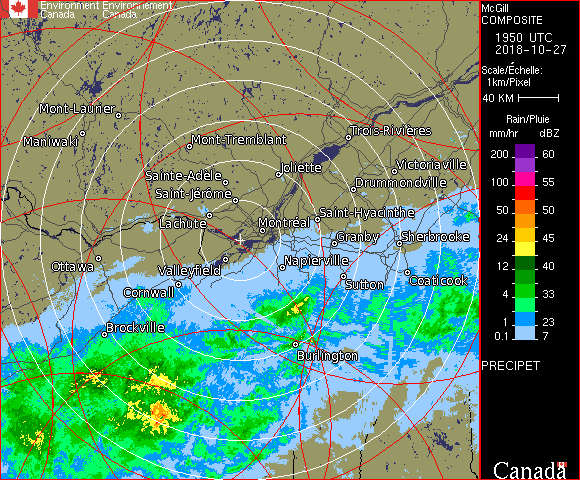 Environment Environnement
Canada Canada
McGill
COMPOSITE
1950 UTC
2018-10-27
Scale/Échelle:
1km/Pixel
40 KM
Rain/Pluie
mm/hr dBZ
200 60
100 55
50 50
24 45
12 40
4 33
1 23
0.1 7
PRECIPET
Canada
Mont-Laurier
Maniwaki
Mont-Tremblant
Trois-Rivières
Joliette
Victoriaville
Sainte-Adèle
Drummondville
Saint-Jérôme
Lachute
Saint-Hyacinthe
Montréal
Granby
Sherbrooke
Ottawa
Valleyfield
Napierville
Cornwall
Sutton
Coaticook
Brockville
Burlington